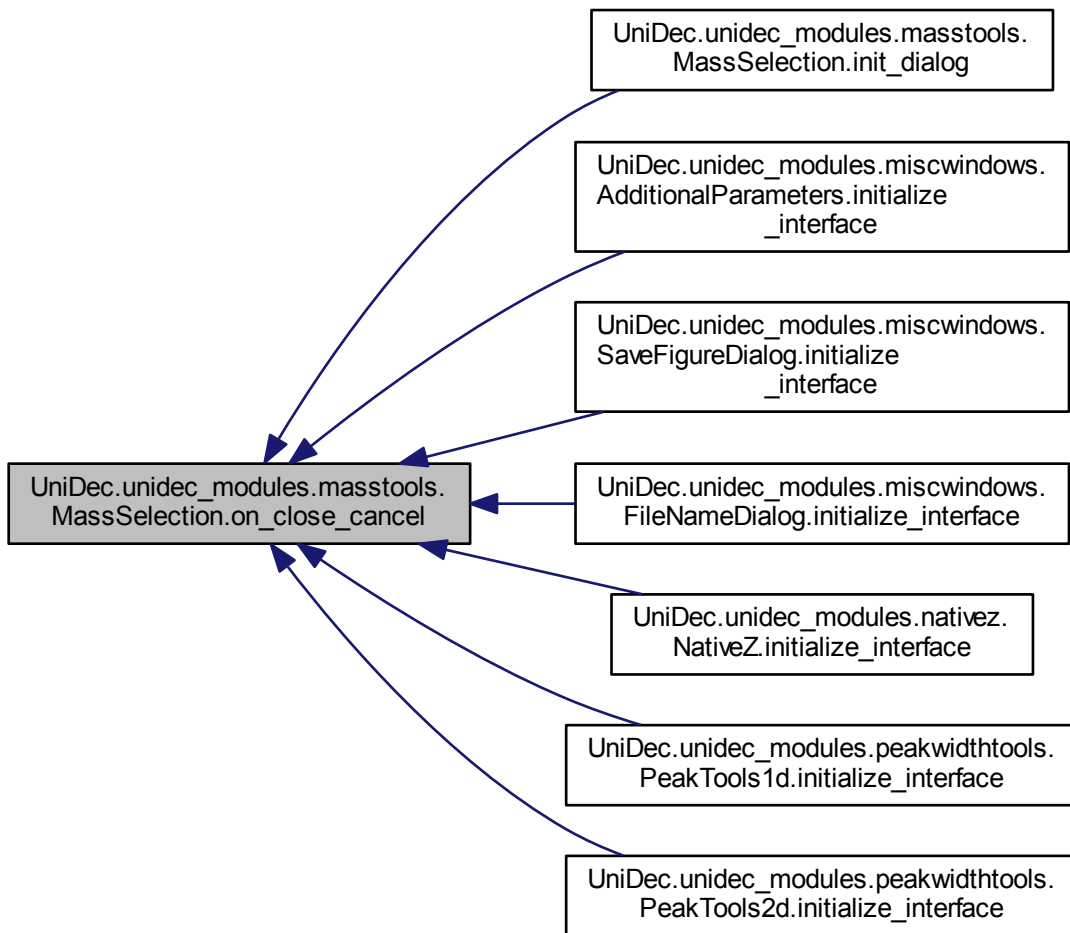 UniDec.unidec_modules.masstools.
MassSelection.init_dialog
UniDec.unidec_modules.miscwindows.
AdditionalParameters.initialize
_interface
UniDec.unidec_modules.miscwindows.
SaveFigureDialog.initialize
_interface
UniDec.unidec_modules.masstools.
MassSelection.on_close_cancel
UniDec.unidec_modules.miscwindows.
FileNameDialog.initialize_interface
UniDec.unidec_modules.nativez.
NativeZ.initialize_interface
UniDec.unidec_modules.peakwidthtools.
PeakTools1d.initialize_interface
UniDec.unidec_modules.peakwidthtools.
PeakTools2d.initialize_interface